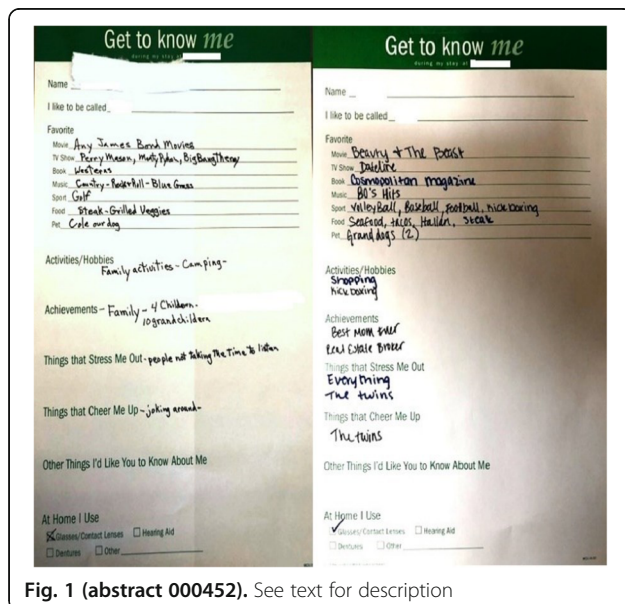 Get to know me
during my stay at
Name
I like to be called
Favorite
Movie Any James Bond Movies
TV Show Perry Mason, Monty Python, BigBangTheory
Book Westerns
Music Country - Rock&Roll - Blue Grass
Sport Golf
Food Steak - Grilled Veggies
Pet Cole our dog
Activities/Hobbies
Family activities - Camping -
Achievements - Family - 4 Childern -
10 grandchildern
Things that Stress Me Out - people not taking The Time to listen
Things that Cheer Me Up - joking around -
Other Things I'd Like You to Know About Me
At Home I Use
Glasses/Contact Lenses Hearing Aid
Dentures Other
Get to know me
during my stay at
Name
I like to be called
Favorite
Movie Beauty + The Beast
TV Show Dateline
Book Cosmopolitan magazine
Music 80's Hits
Sport VolleyBall, Baseball, Football, Kick boxing
Food Seafood, tacos, Italian, Steak
Pet Grand dogs (2)
Activities/Hobbies
Shopping
Kick boxing
Achievements
Best Mom Ever
Real Estate Broker
Things that Stress Me Out
Everything
The twins
Things that Cheer Me Up
The twins
Other Things I'd Like You to Know About Me
At Home I Use
Glasses/Contact Lenses Hearing Aid
Dentures Other
Fig. 1 (abstract 000452). See text for description